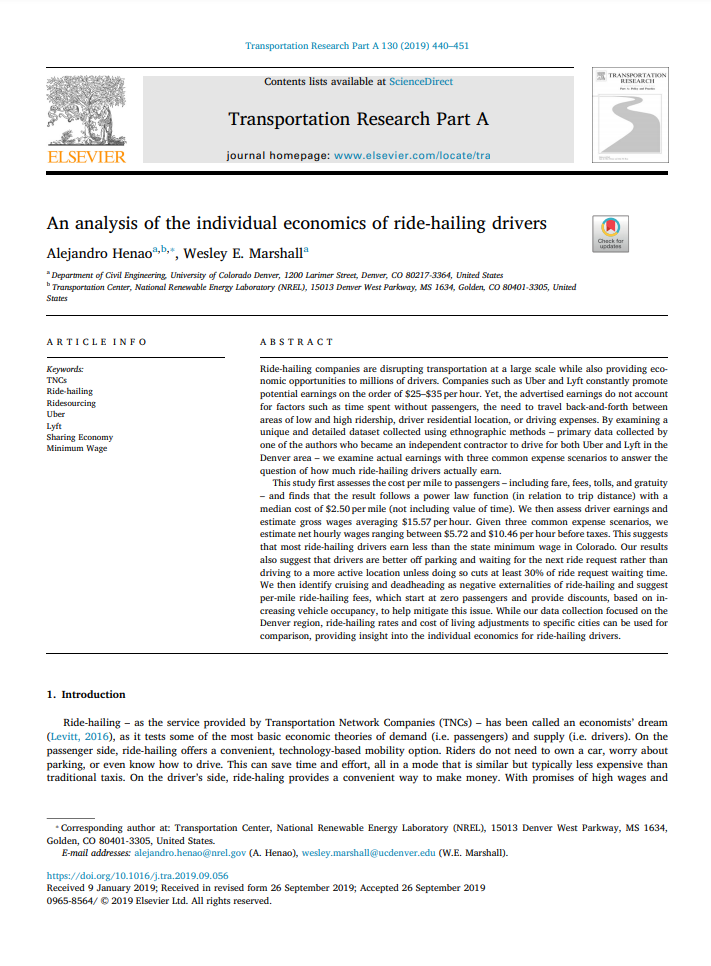 Transportation Research Part A 130 (2019) 440–451
Contents lists available at ScienceDirect
Transportation Research Part A
journal homepage: www.elsevier.com/locate/tra
ELSEVIER
TRANSPORTATION
RESEARCH
An analysis of the individual economics of ride-hailing drivers
Check for
updates
Alejandro Henaoa,b,⁎, Wesley E. Marshalla
a Department of Civil Engineering, University of Colorado Denver, 1200 Larimer Street, Denver, CO 80217-3364, United States
b Transportation Center, National Renewable Energy Laboratory (NREL), 15013 Denver West Parkway, MS 1634, Golden, CO 80401-3305, United
States
ARTICLE INFO
Keywords:
TNCs
Ride-hailing
Ridesourcing
Uber
Lyft
Sharing Economy
Minimum Wage
ABSTRACT
Ride-hailing companies are disrupting transportation at a large scale while also providing eco-
nomic opportunities to millions of drivers. Companies such as Uber and Lyft constantly promote
potential earnings on the order of $25–$35 per hour. Yet, the advertised earnings do not account
for factors such as time spent without passengers, the need to travel back-and-forth between
areas of low and high ridership, driver residential location, or driving expenses. By examining a
unique and detailed dataset collected using ethnographic methods – primary data collected by
one of the authors who became an independent contractor to drive for both Uber and Lyft in the
Denver area – we examine actual earnings with three common expense scenarios to answer the
question of how much ride-hailing drivers actually earn.
This study first assesses the cost per mile to passengers – including fare, fees, tolls, and gratuity
– and finds that the result follows a power law function (in relation to trip distance) with a
median cost of $2.50 per mile (not including value of time). We then assess driver earnings and
estimate gross wages averaging $15.57 per hour. Given three common expense scenarios, we
estimate net hourly wages ranging between $5.72 and $10.46 per hour before taxes. This suggests
that most ride-hailing drivers earn less than the state minimum wage in Colorado. Our results
also suggest that drivers are better off parking and waiting for the next ride request rather than
driving to a more active location unless doing so cuts at least 30% of ride request waiting time.
We then identify cruising and deadheading as negative externalities of ride-hailing and suggest
per-mile ride-hailing fees, which start at zero passengers and provide discounts, based on in-
creasing vehicle occupancy, to help mitigate this issue. While our data collection focused on the
Denver region, ride-hailing rates and cost of living adjustments to specific cities can be used for
comparison, providing insight into the individual economics for ride-hailing drivers.
1. Introduction
Ride-hailing – as the service provided by Transportation Network Companies (TNCs) – has been called an economists' dream
(Levitt, 2016), as it tests some of the most basic economic theories of demand (i.e. passengers) and supply (i.e. drivers). On the
passenger side, ride-hailing offers a convenient, technology-based mobility option. Riders do not need to own a car, worry about
parking, or even know how to drive. This can save time and effort, all in a mode that is similar but typically less expensive than
traditional taxis. On the driver's side, ride-haling provides a convenient way to make money. With promises of high wages and
⁎ Corresponding author at: Transportation Center, National Renewable Energy Laboratory (NREL), 15013 Denver West Parkway, MS 1634,
Golden, CO 80401-3305, United States.
E-mail addresses: alejandro.henao@nrel.gov (A. Henao), wesley.marshall@ucdenver.edu (W.E. Marshall).
https://doi.org/10.1016/j.tra.2019.09.056
Received 9 January 2019; Received in revised form 26 September 2019; Accepted 26 September 2019
0965-8564/ © 2019 Elsevier Ltd. All rights reserved.